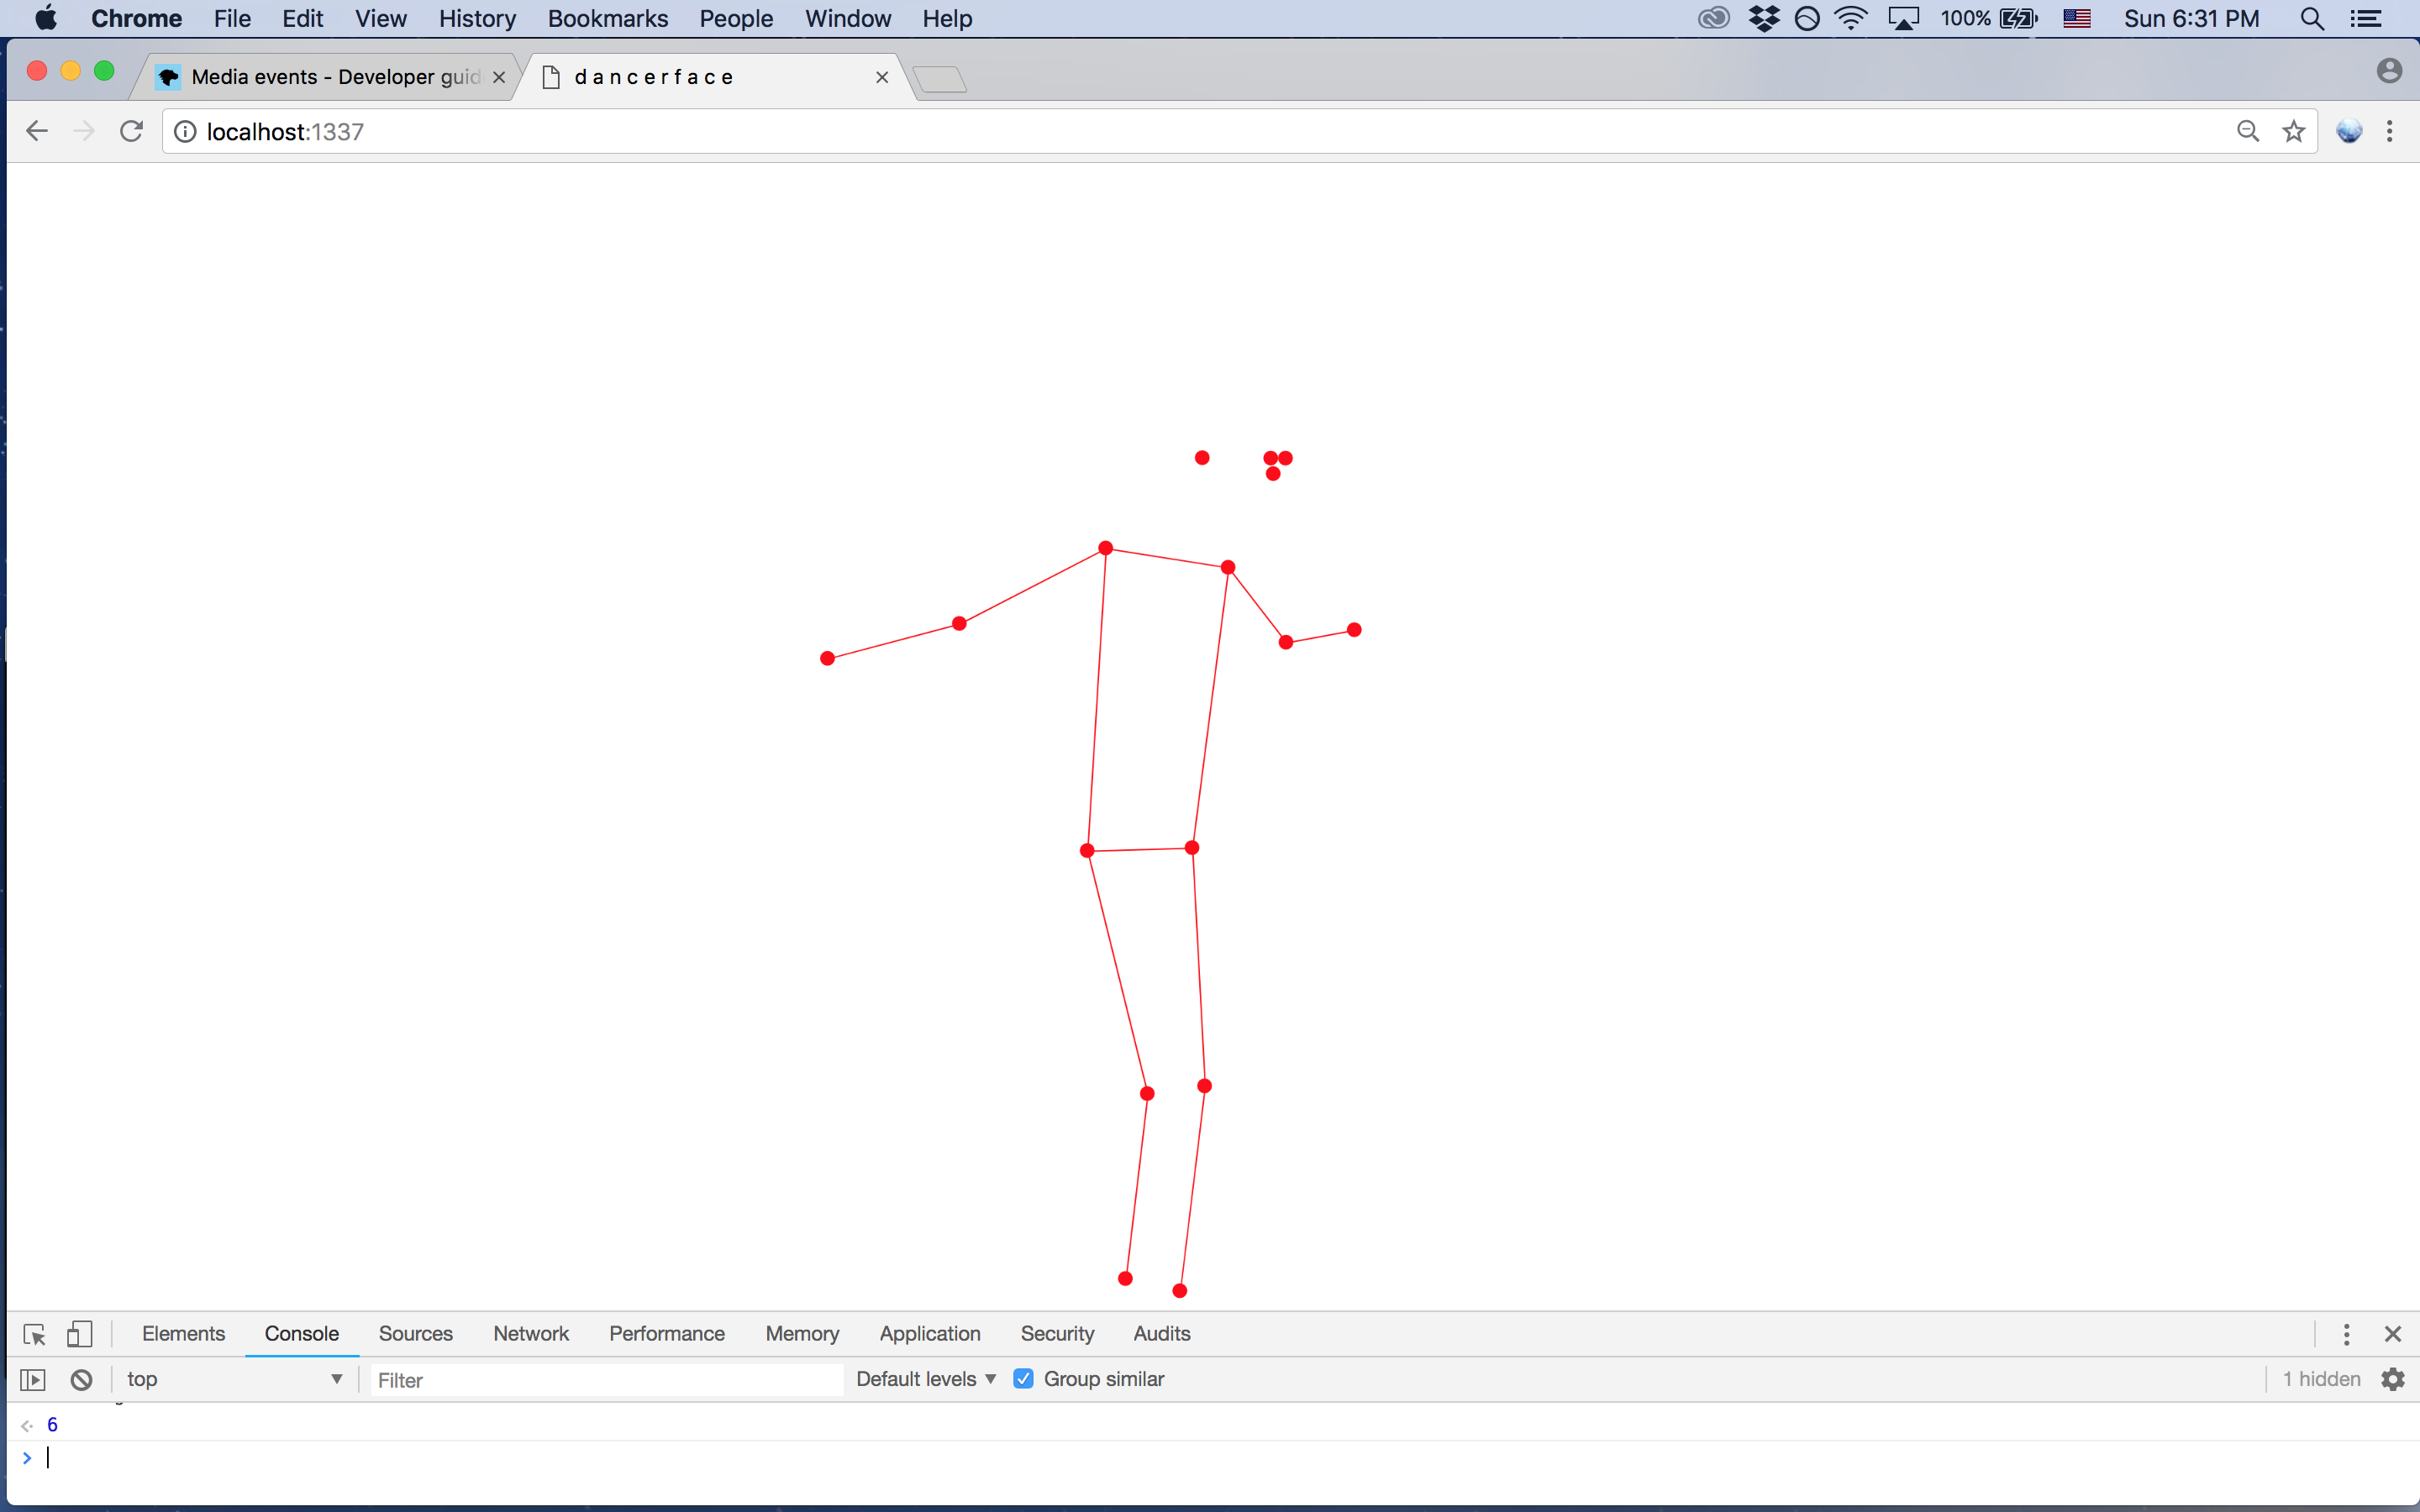 Chrome File Edit View History Bookmarks People Window Help 100% Sun 6:31 PM
Media events - Developer guid d a n c e r f a c e
localhost:1337
Elements Console Sources Network Performance Memory Application Security Audits
top Filter Default levels Group similar 1 hidden
6